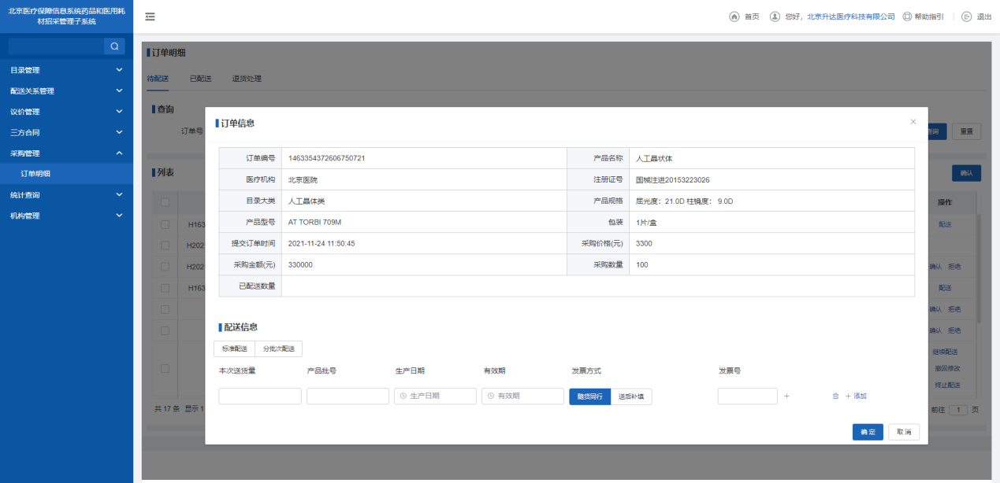 北京医疗保障信息系统药品和医用耗
材招采管理子系统
首页 您好，北京升达医疗科技有限公司 帮助指引 退出
目录管理
配送关系管理
议价管理
三方合同
采购管理
订单明细
统计查询
机构管理
订单明细
待配送 已配送 退货处理
查询
订单号
查询 重置
列表
确认
操作
H163
配送
H202
H202
确认 拒绝
H163
配送
确认 拒绝
确认 拒绝
继续配送
撤回修改
终止配送
共 17 条 显示 1
前往 1 页
订单信息
订单编号 1463354372606750721 产品名称 人工晶状体
医疗机构 北京医院 注册证号 国械注进20153223026
目录大类 人工晶体类 产品规格 屈光度：21.0D 柱镜度： 9.0D
产品型号 AT TORBI 709M 包装 1片/盒
提交订单时间 2021-11-24 11:50:45 采购价格(元) 3300
采购金额(元) 330000 采购数量 100
已配送数量
配送信息
标准配送 分批次配送
本次送货量 产品批号 生产日期 有效期 发票方式 发票号
生产日期 有效期 随货同行 送后补填 + + 添加
确定 取消